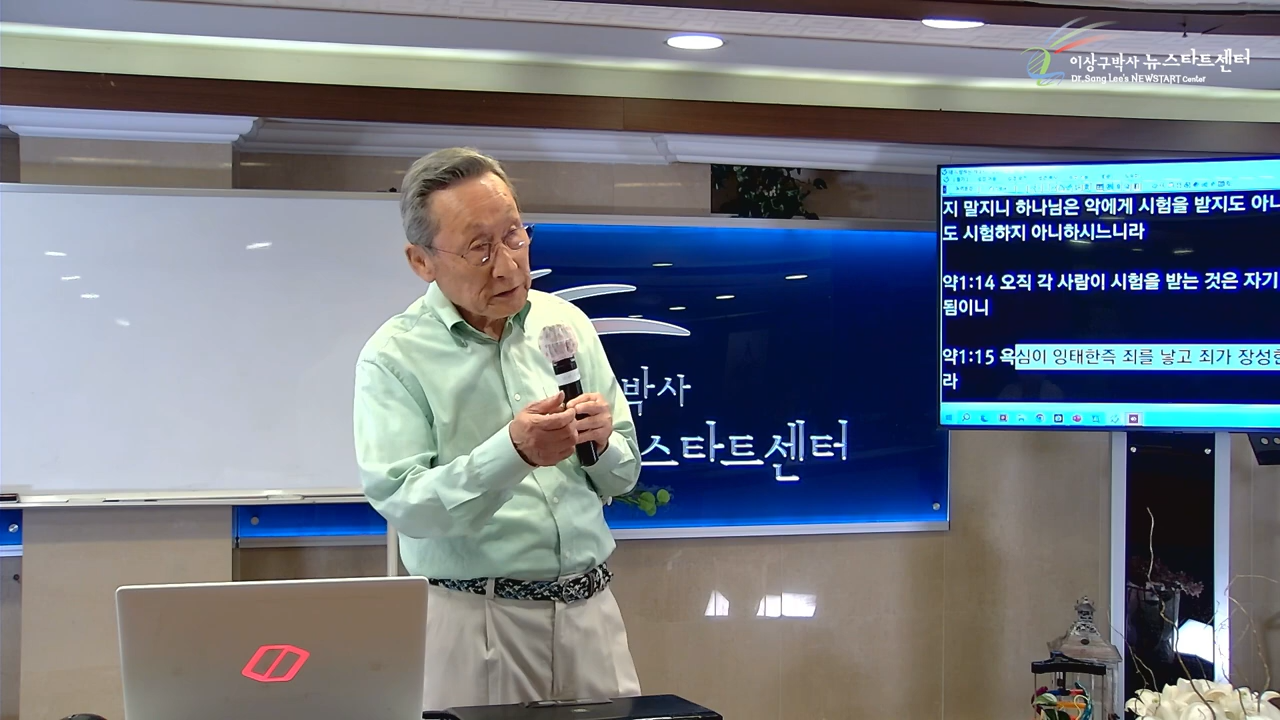 이상구박사 뉴스타트센터
Dr. Sang Lee's NEWSTART Center
지 말지니 하나님은 악에게 시험을 받지도 아니
도 시험하지 아니하시느니라
약1:14 오직 각 사람이 시험을 받는 것은 자기
됨이니
약1:15 욕심이 잉태한즉 죄를 낳고 죄가 장성한
라
박사
스타트센터